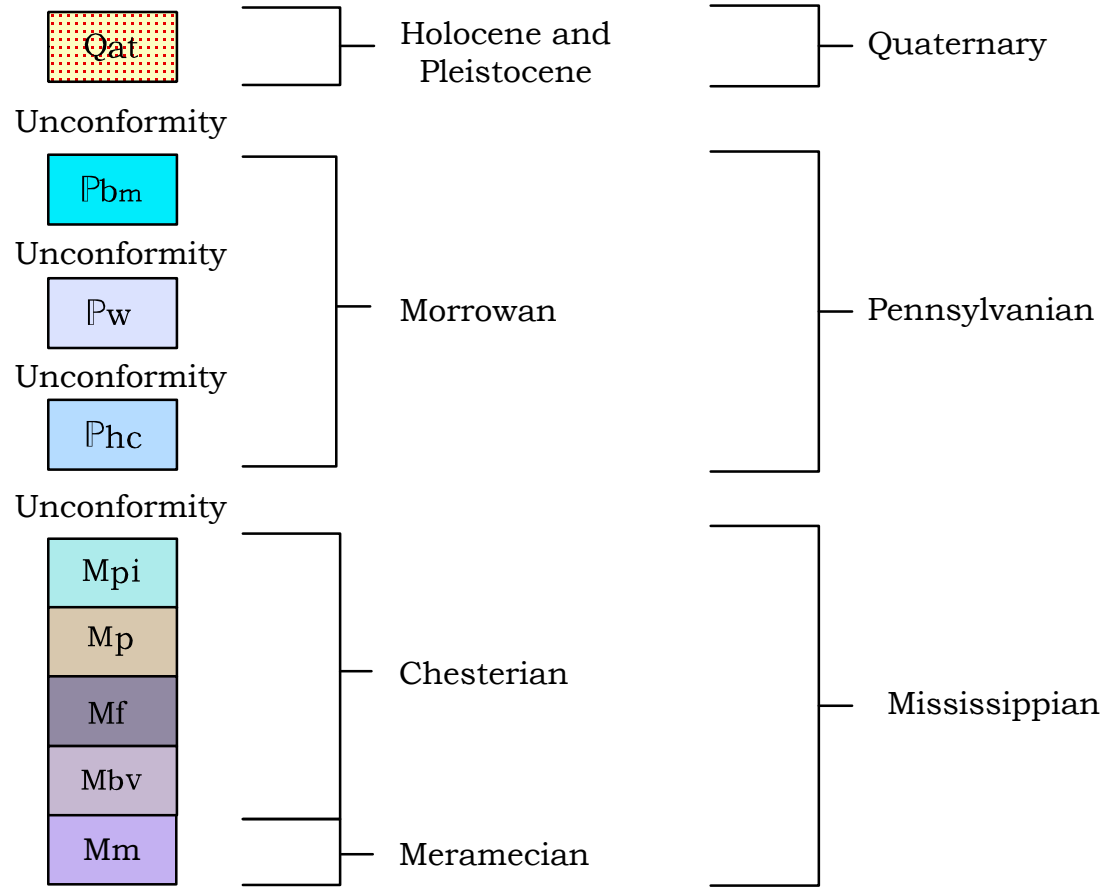 Qat
Holocene and
Pleistocene
Quaternary
Unconformity
ℙbm
Unconformity
ℙw
Morrowan
Pennsylvanian
Unconformity
ℙhc
Unconformity
Mpi
Mp
Chesterian
Mf
Mississippian
Mbv
Mm
Meramecian